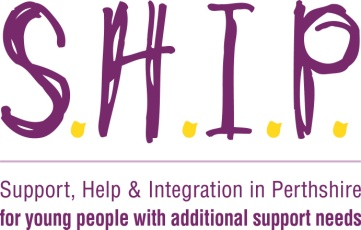 S.H.I.P.
Support, Help & Integration in Perthshire
for young people with additional support needs